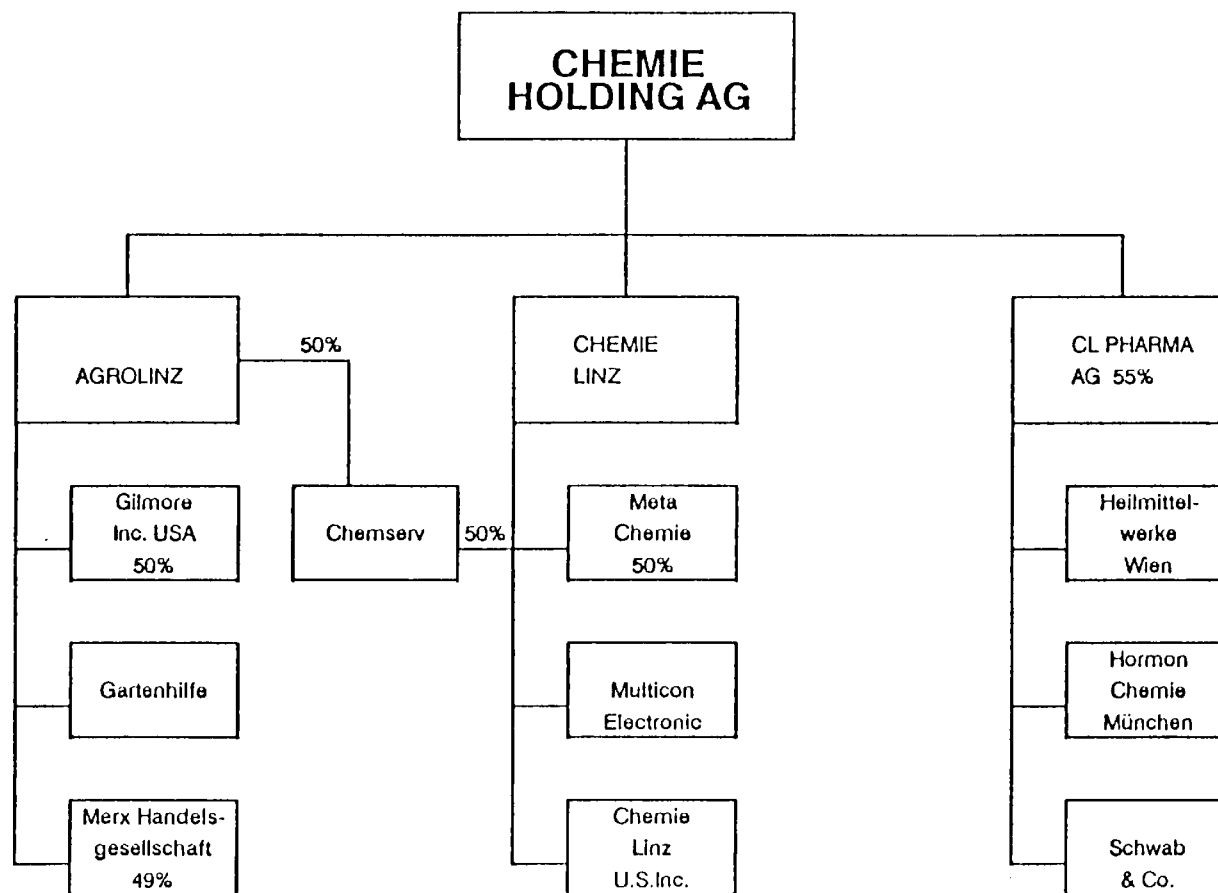 CHEMIE
HOLDING AG
AGROLINZ
50%
CHEMIE
LINZ
CL PHARMA
AG 55%
Gilmore
Inc. USA
50%
Chemserv
50%
Meta
Chemie
50%
Heilmittel-
werke
Wien
Gartenhilfe
Multicon
Electronic
Hormon
Chemie
München
Merx Handels-
gesellschaft
49%
Chemie
Linz
U.S.Inc.
Schwab
& Co.